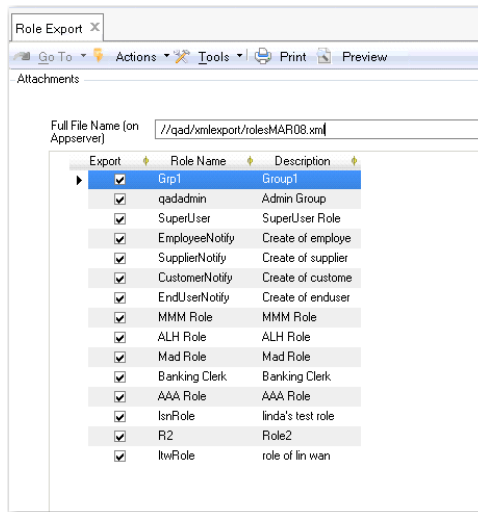 Role Export X
Go To Actions Tools Print Preview
Attachments
Full File Name (on
Appserver)
//qad/xmlexport/rolesMAR08.xml
Export Role Name Description
Grp1 Group1
qadadmin Admin Group
SuperUser SuperUser Role
EmployeeNotify Create of employe
SupplierNotify Create of supplier
CustomerNotify Create of custome
EndUserNotify Create of enduser
MMM Role MMM Role
ALH Role ALH Role
Mad Role Mad Role
Banking Clerk Banking Clerk
AAA Role AAA Role
lsnRole linda's test role
R2 Role2
ltwRole role of lin wan